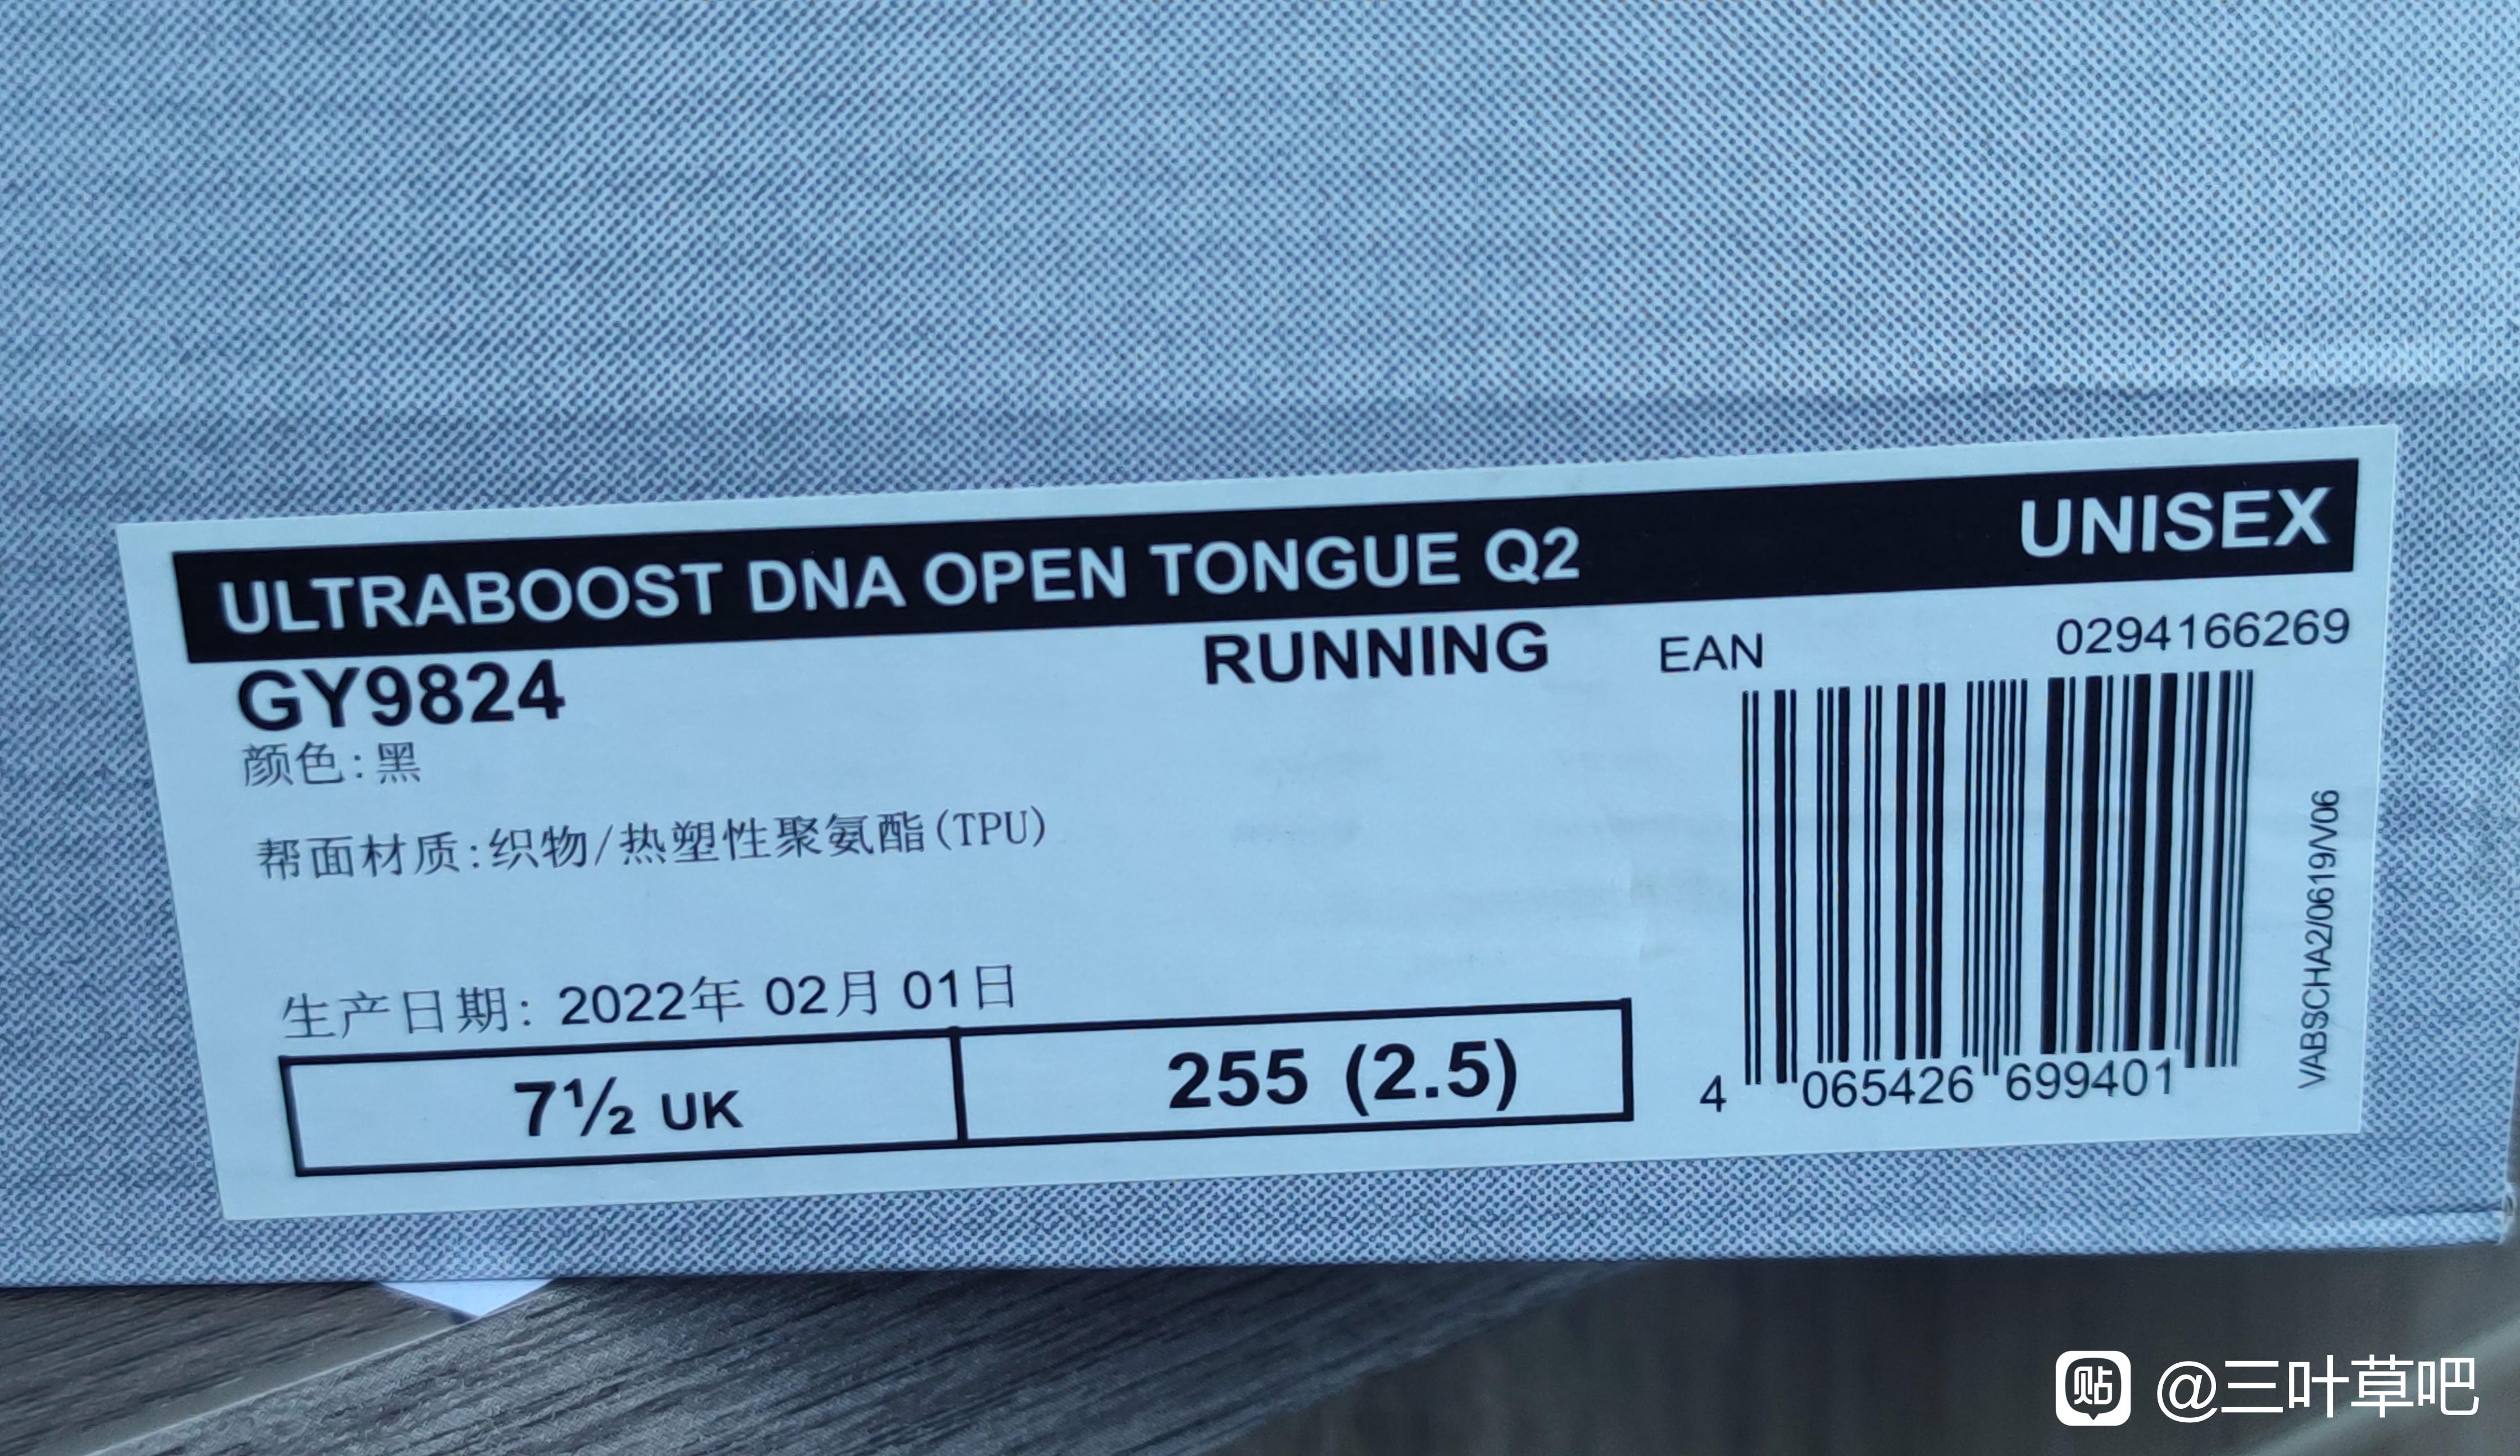 ULTRABOOST DNA OPEN TONGUE Q2 UNISEX
GY9824 RUNNING EAN 0294166269
颜色:黑
帮面材质:织物/热塑性聚氨酯(TPU)
生产日期: 2022年 02月 01日
7½ UK 255 (2.5)
4 065426 699401
VABSCHA2/0619/V06
贴 @三叶草吧